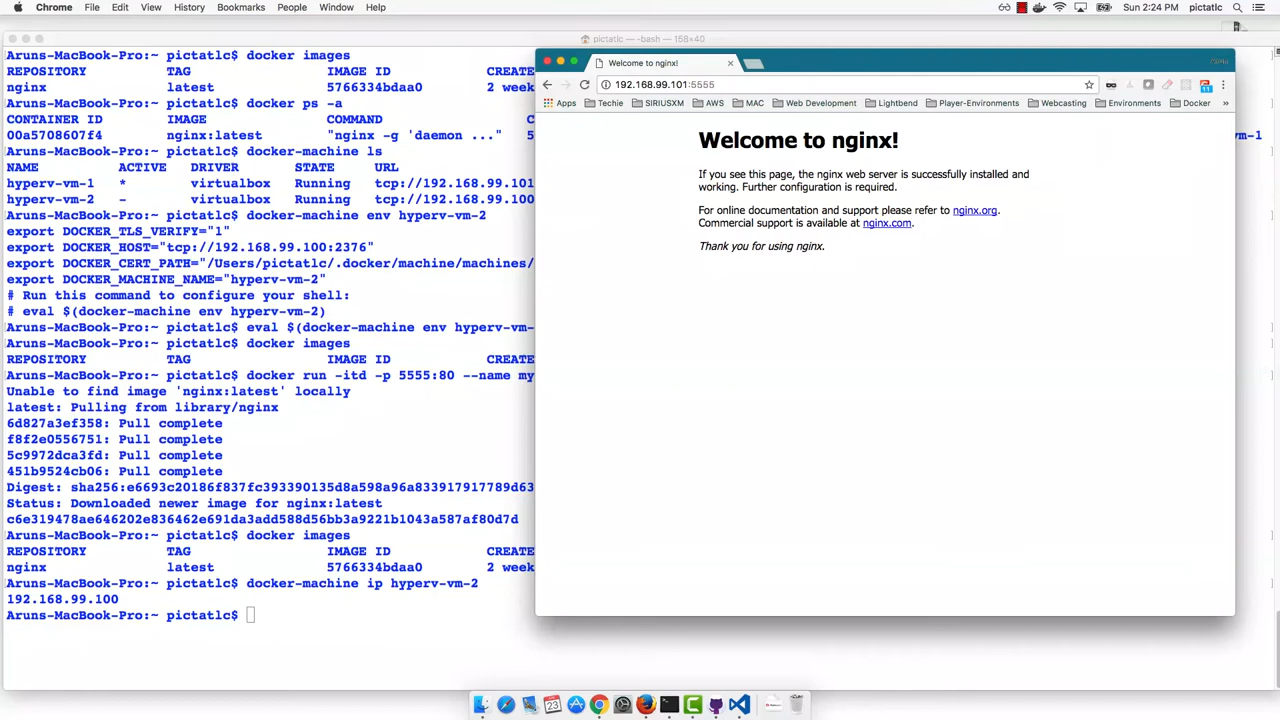 Chrome File Edit View History Bookmarks People Window Help Sun 2:24 PM pictatlc
pictatlc — -bash — 158×40
Aruns-MacBook-Pro:~ pictatlc$ docker images
REPOSITORY TAG IMAGE ID CREATE
nginx latest 5766334bdaa0 2 week
Aruns-MacBook-Pro:~ pictatlc$ docker ps -a
CONTAINER ID IMAGE COMMAND C
00a5708607f4 nginx:latest "nginx -g 'daemon ..." 5
Aruns-MacBook-Pro:~ pictatlc$ docker-machine ls
NAME ACTIVE DRIVER STATE URL
hyperv-vm-1 * virtualbox Running tcp://192.168.99.101
hyperv-vm-2 - virtualbox Running tcp://192.168.99.100
Aruns-MacBook-Pro:~ pictatlc$ docker-machine env hyperv-vm-2
export DOCKER_TLS_VERIFY="1"
export DOCKER_HOST="tcp://192.168.99.100:2376"
export DOCKER_CERT_PATH="/Users/pictatlc/.docker/machine/machines/
export DOCKER_MACHINE_NAME="hyperv-vm-2"
# Run this command to configure your shell:
# eval $(docker-machine env hyperv-vm-2)
Aruns-MacBook-Pro:~ pictatlc$ eval $(docker-machine env hyperv-vm-
Aruns-MacBook-Pro:~ pictatlc$ docker images
REPOSITORY TAG IMAGE ID CREATE
Aruns-MacBook-Pro:~ pictatlc$ docker run -itd -p 5555:80 --name my
Unable to find image 'nginx:latest' locally
latest: Pulling from library/nginx
6d827a3ef358: Pull complete
f8f2e0556751: Pull complete
5c9972dca3fd: Pull complete
451b9524cb06: Pull complete
Digest: sha256:e6693c20186f837fc393390135d8a598a96a833917917789d63
Status: Downloaded newer image for nginx:latest
c6e319478ae646202e836462e691da3add588d56bb3a9221b1043a587af80d7d
Aruns-MacBook-Pro:~ pictatlc$ docker images
REPOSITORY TAG IMAGE ID CREATE
nginx latest 5766334bdaa0 2 week
Aruns-MacBook-Pro:~ pictatlc$ docker-machine ip hyperv-vm-2
192.168.99.100
Aruns-MacBook-Pro:~ pictatlc$
m-1
Welcome to nginx!
192.168.99.101:5555
11
Apps Techie SIRIUSXM AWS MAC Web Development Lightbend Player-Environments Webcasting Environments Docker »
Welcome to nginx!
If you see this page, the nginx web server is successfully installed and
working. Further configuration is required.
For online documentation and support please refer to nginx.org.
Commercial support is available at nginx.com.
Thank you for using nginx.
23